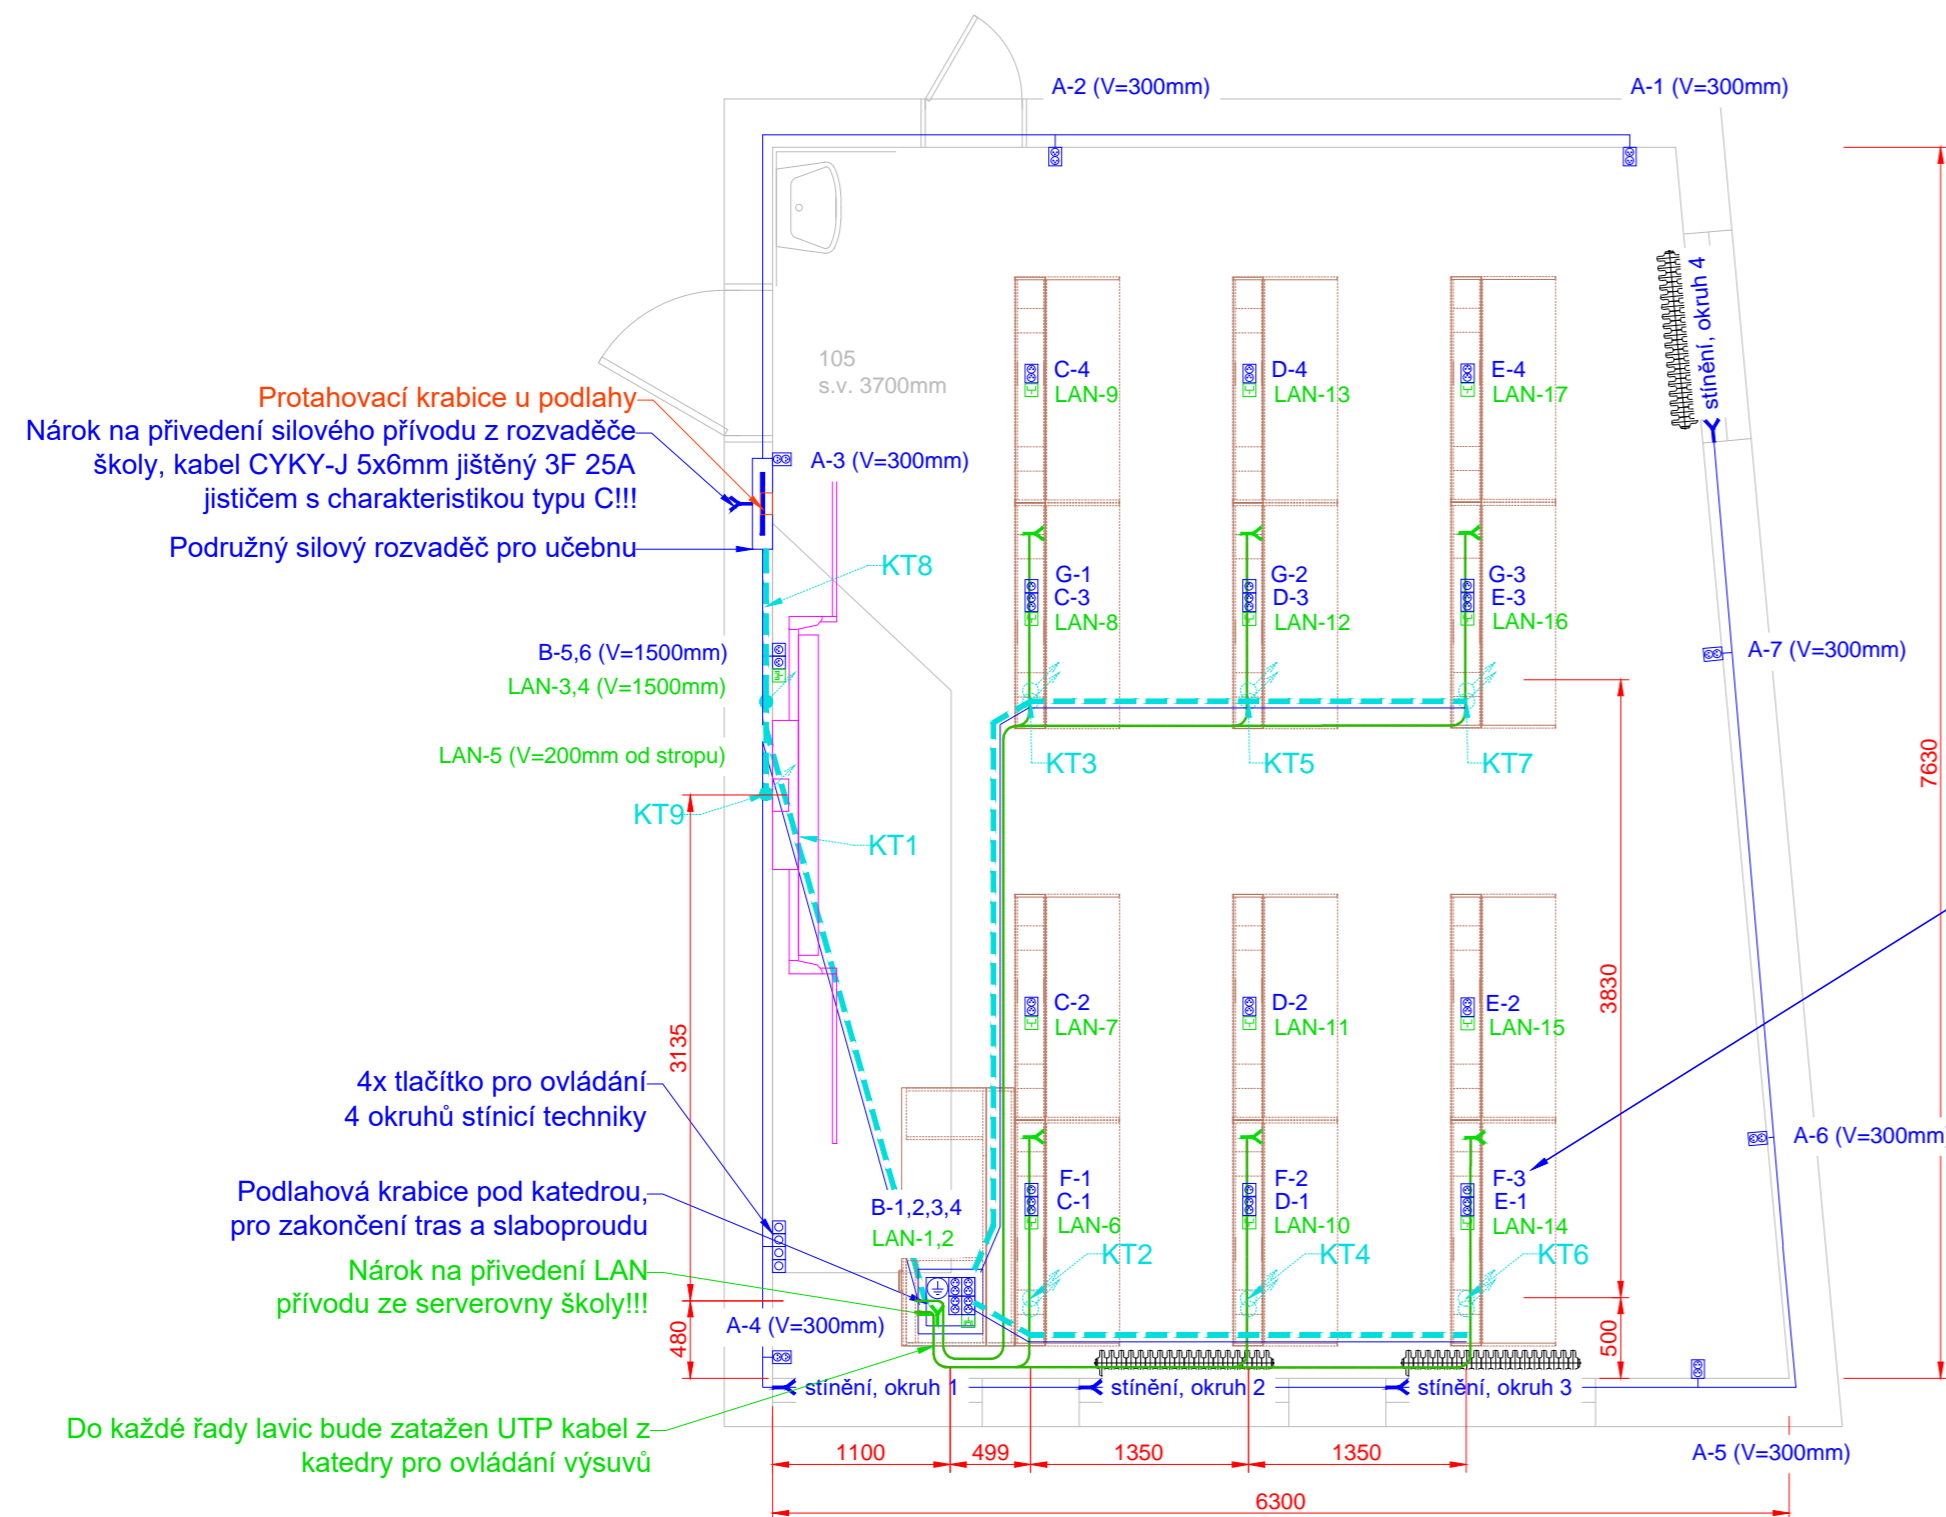 A-2 (V=300mm)
A-1 (V=300mm)
stínění, okruh 4
105
s.v. 3700mm
Protahovací krabice u podlahy
Nárok na přivedení silového přívodu z rozvaděče
školy, kabel CYKY-J 5x6mm jištěný 3F 25A
jističem s charakteristikou typu C!!!
Podružný silový rozvaděč pro učebnu
A-3 (V=300mm)
C-4
LAN-9
D-4
LAN-13
E-4
LAN-17
KT8
G-1
C-3
LAN-8
G-2
D-3
LAN-12
G-3
E-3
LAN-16
B-5,6 (V=1500mm)
LAN-3,4 (V=1500mm)
A-7 (V=300mm)
LAN-5 (V=200mm od stropu)
KT3
KT5
KT7
7630
KT9
KT1
3830
3135
C-2
LAN-7
D-2
LAN-11
E-2
LAN-15
4x tlačítko pro ovládání
4 okruhů stínicí techniky
A-6 (V=300mm
Podlahová krabice pod katedrou,
pro zakončení tras a slaboproudu
B-1,2,3,4
LAN-1,2
F-1
C-1
LAN-6
F-2
D-1
LAN-10
F-3
E-1
LAN-14
KT2
KT4
KT6
Nárok na přivedení LAN
přívodu ze serverovny školy!!!
480
A-4 (V=300mm)
500
stínění, okruh 1
stínění, okruh 2
stínění, okruh 3
Do každé řady lavic bude zatažen UTP kabel z
katedry pro ovládání výsuvů
1100
499
1350
1350
A-5 (V=300mm)
6300